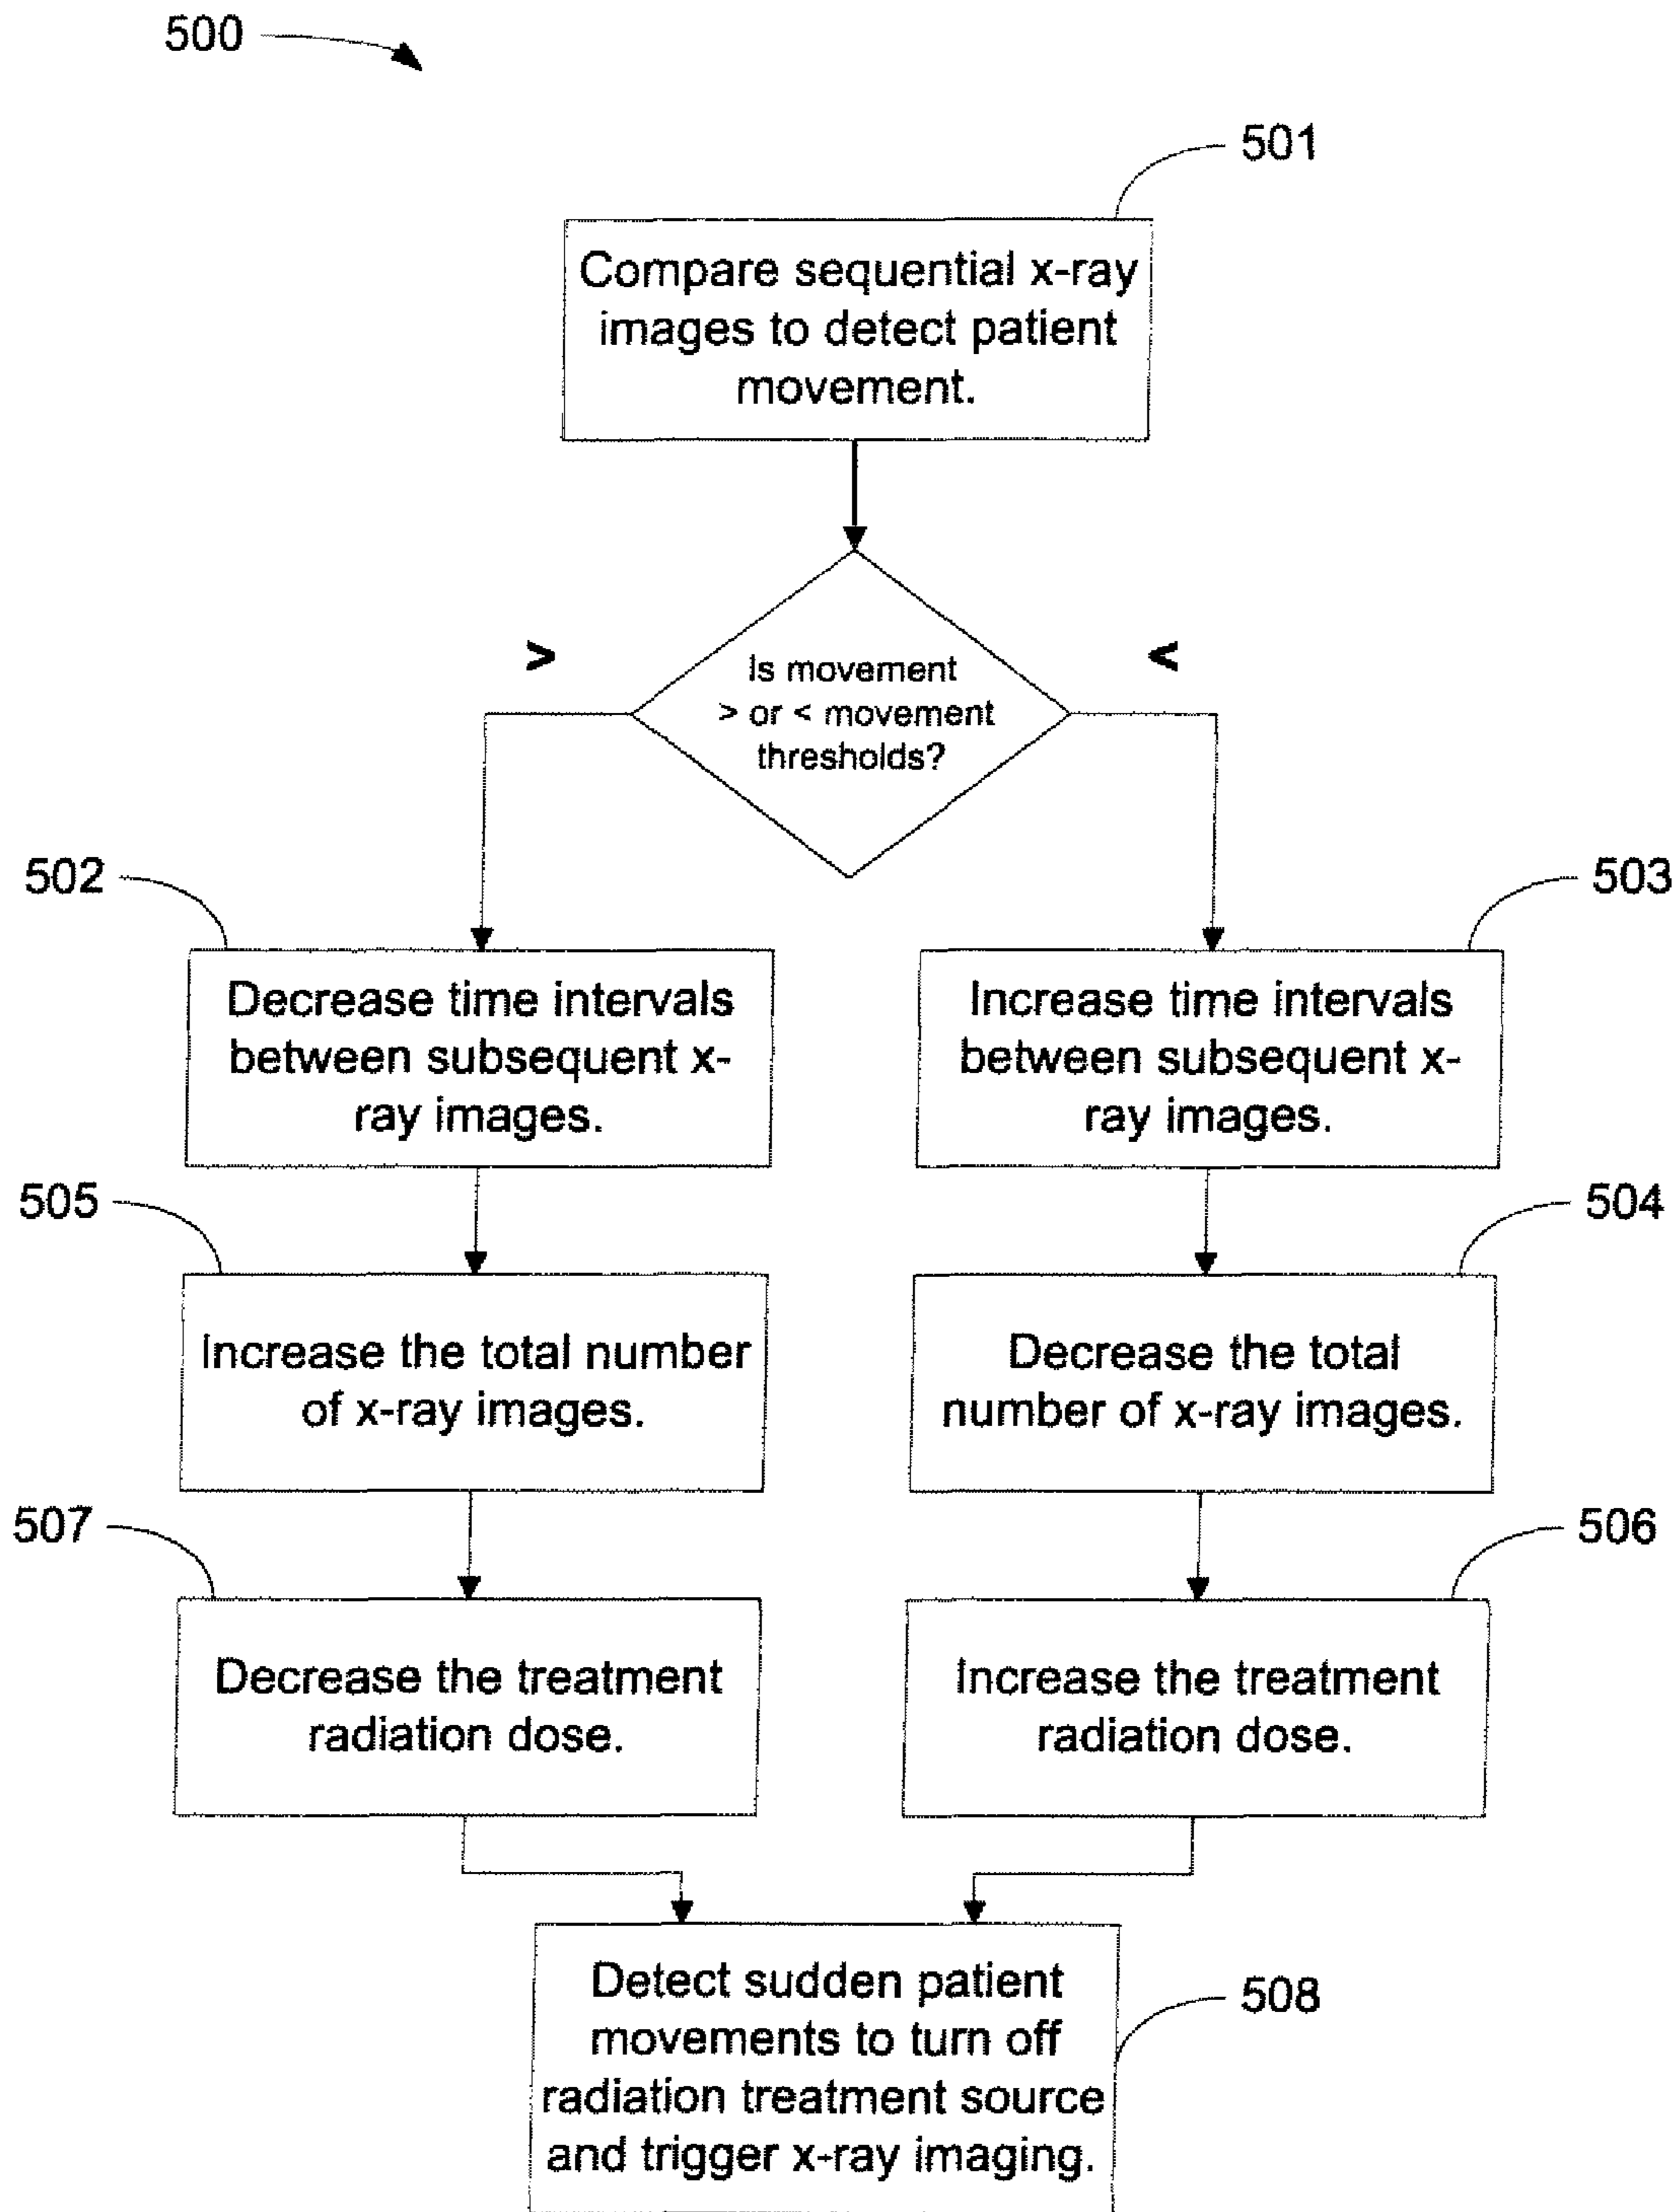 500
501
Compare sequential x-ray
images to detect patient
movement.
>
<
Is movement
> or < movement
thresholds?
502
503
Decrease time intervals
between subsequent x-
ray images.
Increase time intervals
between subsequent x-
ray images.
505
504
Increase the total number
of x-ray images.
Decrease the total
number of x-ray images.
507
506
Decrease the treatment
radiation dose.
Increase the treatment
radiation dose.
508
Detect sudden patient
movements to turn off
radiation treatment source
and trigger x-ray imaging.